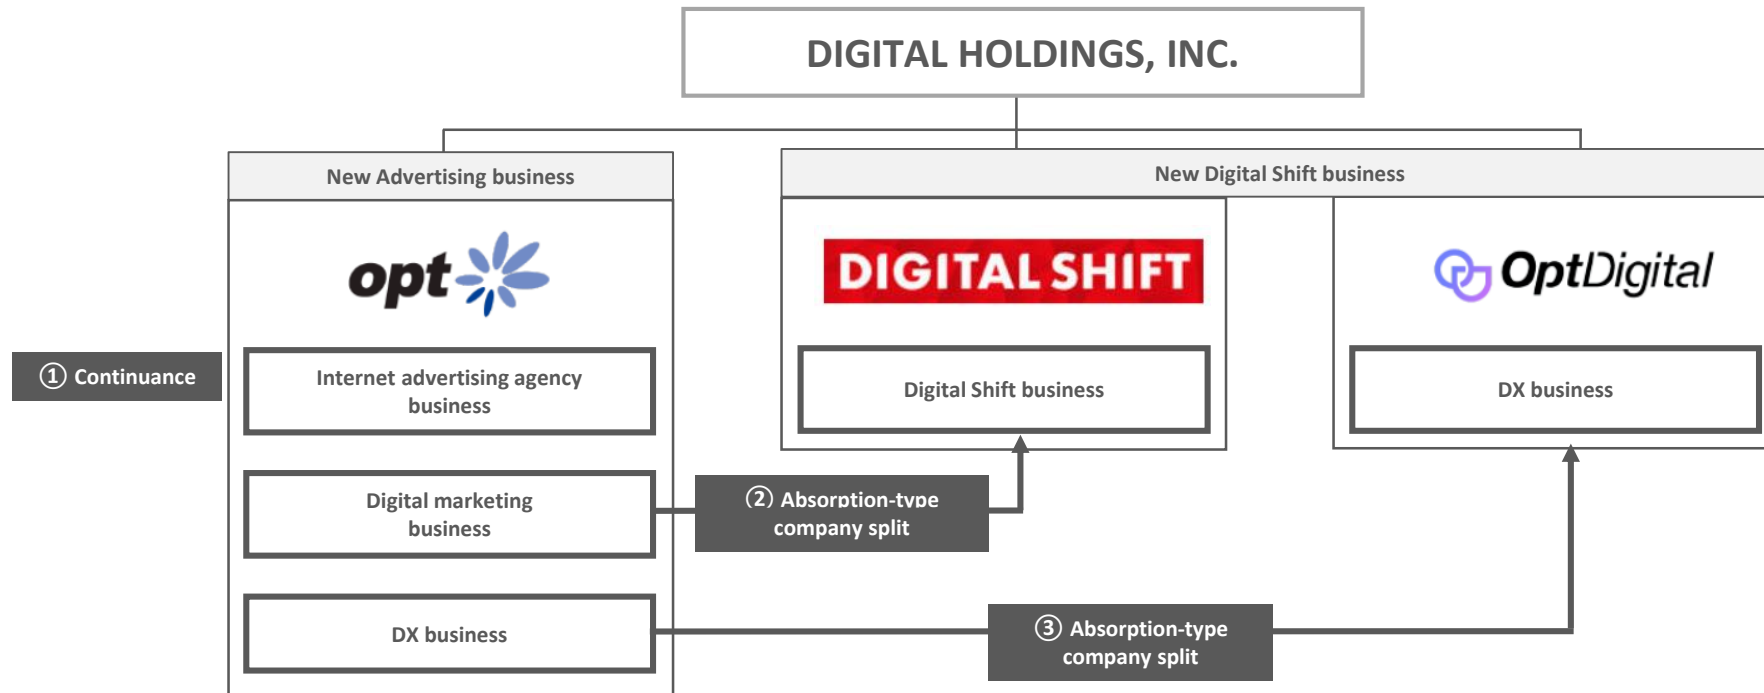 DIGITAL HOLDINGS, INC.
New Advertising business
New Digital Shift business
opt
DIGITAL SHIFT
OptDigital
① Continuance
Internet advertising agency
business
Digital Shift business
DX business
Digital marketing
business
② Absorption-type
company split
DX business
③ Absorption-type
company split